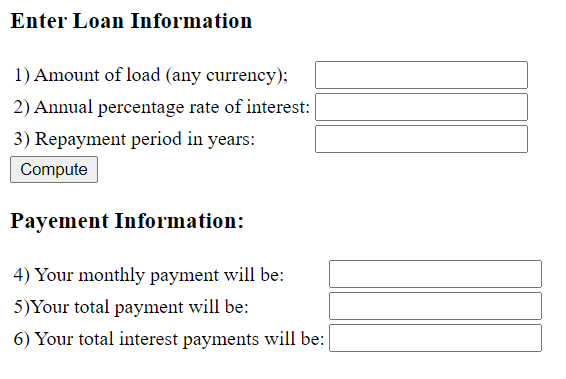 Enter Loan Information
1) Amount of load (any currency);
2) Annual percentage rate of interest:
3) Repayment period in years:
Compute
Payement Information:
4) Your monthly payment will be:
5)Your total payment will be:
6) Your total interest payments will be: